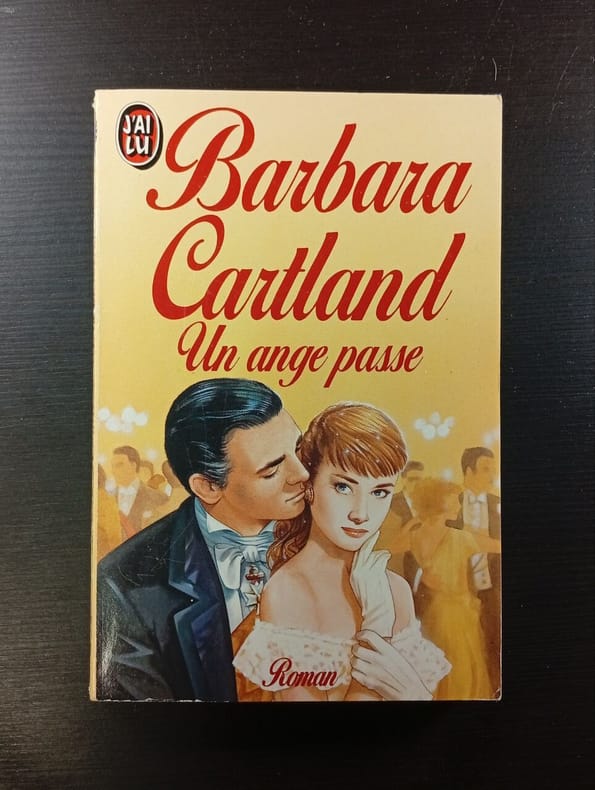 J'AI
LU
Barbara
Cartland
Un ange passe
Roman